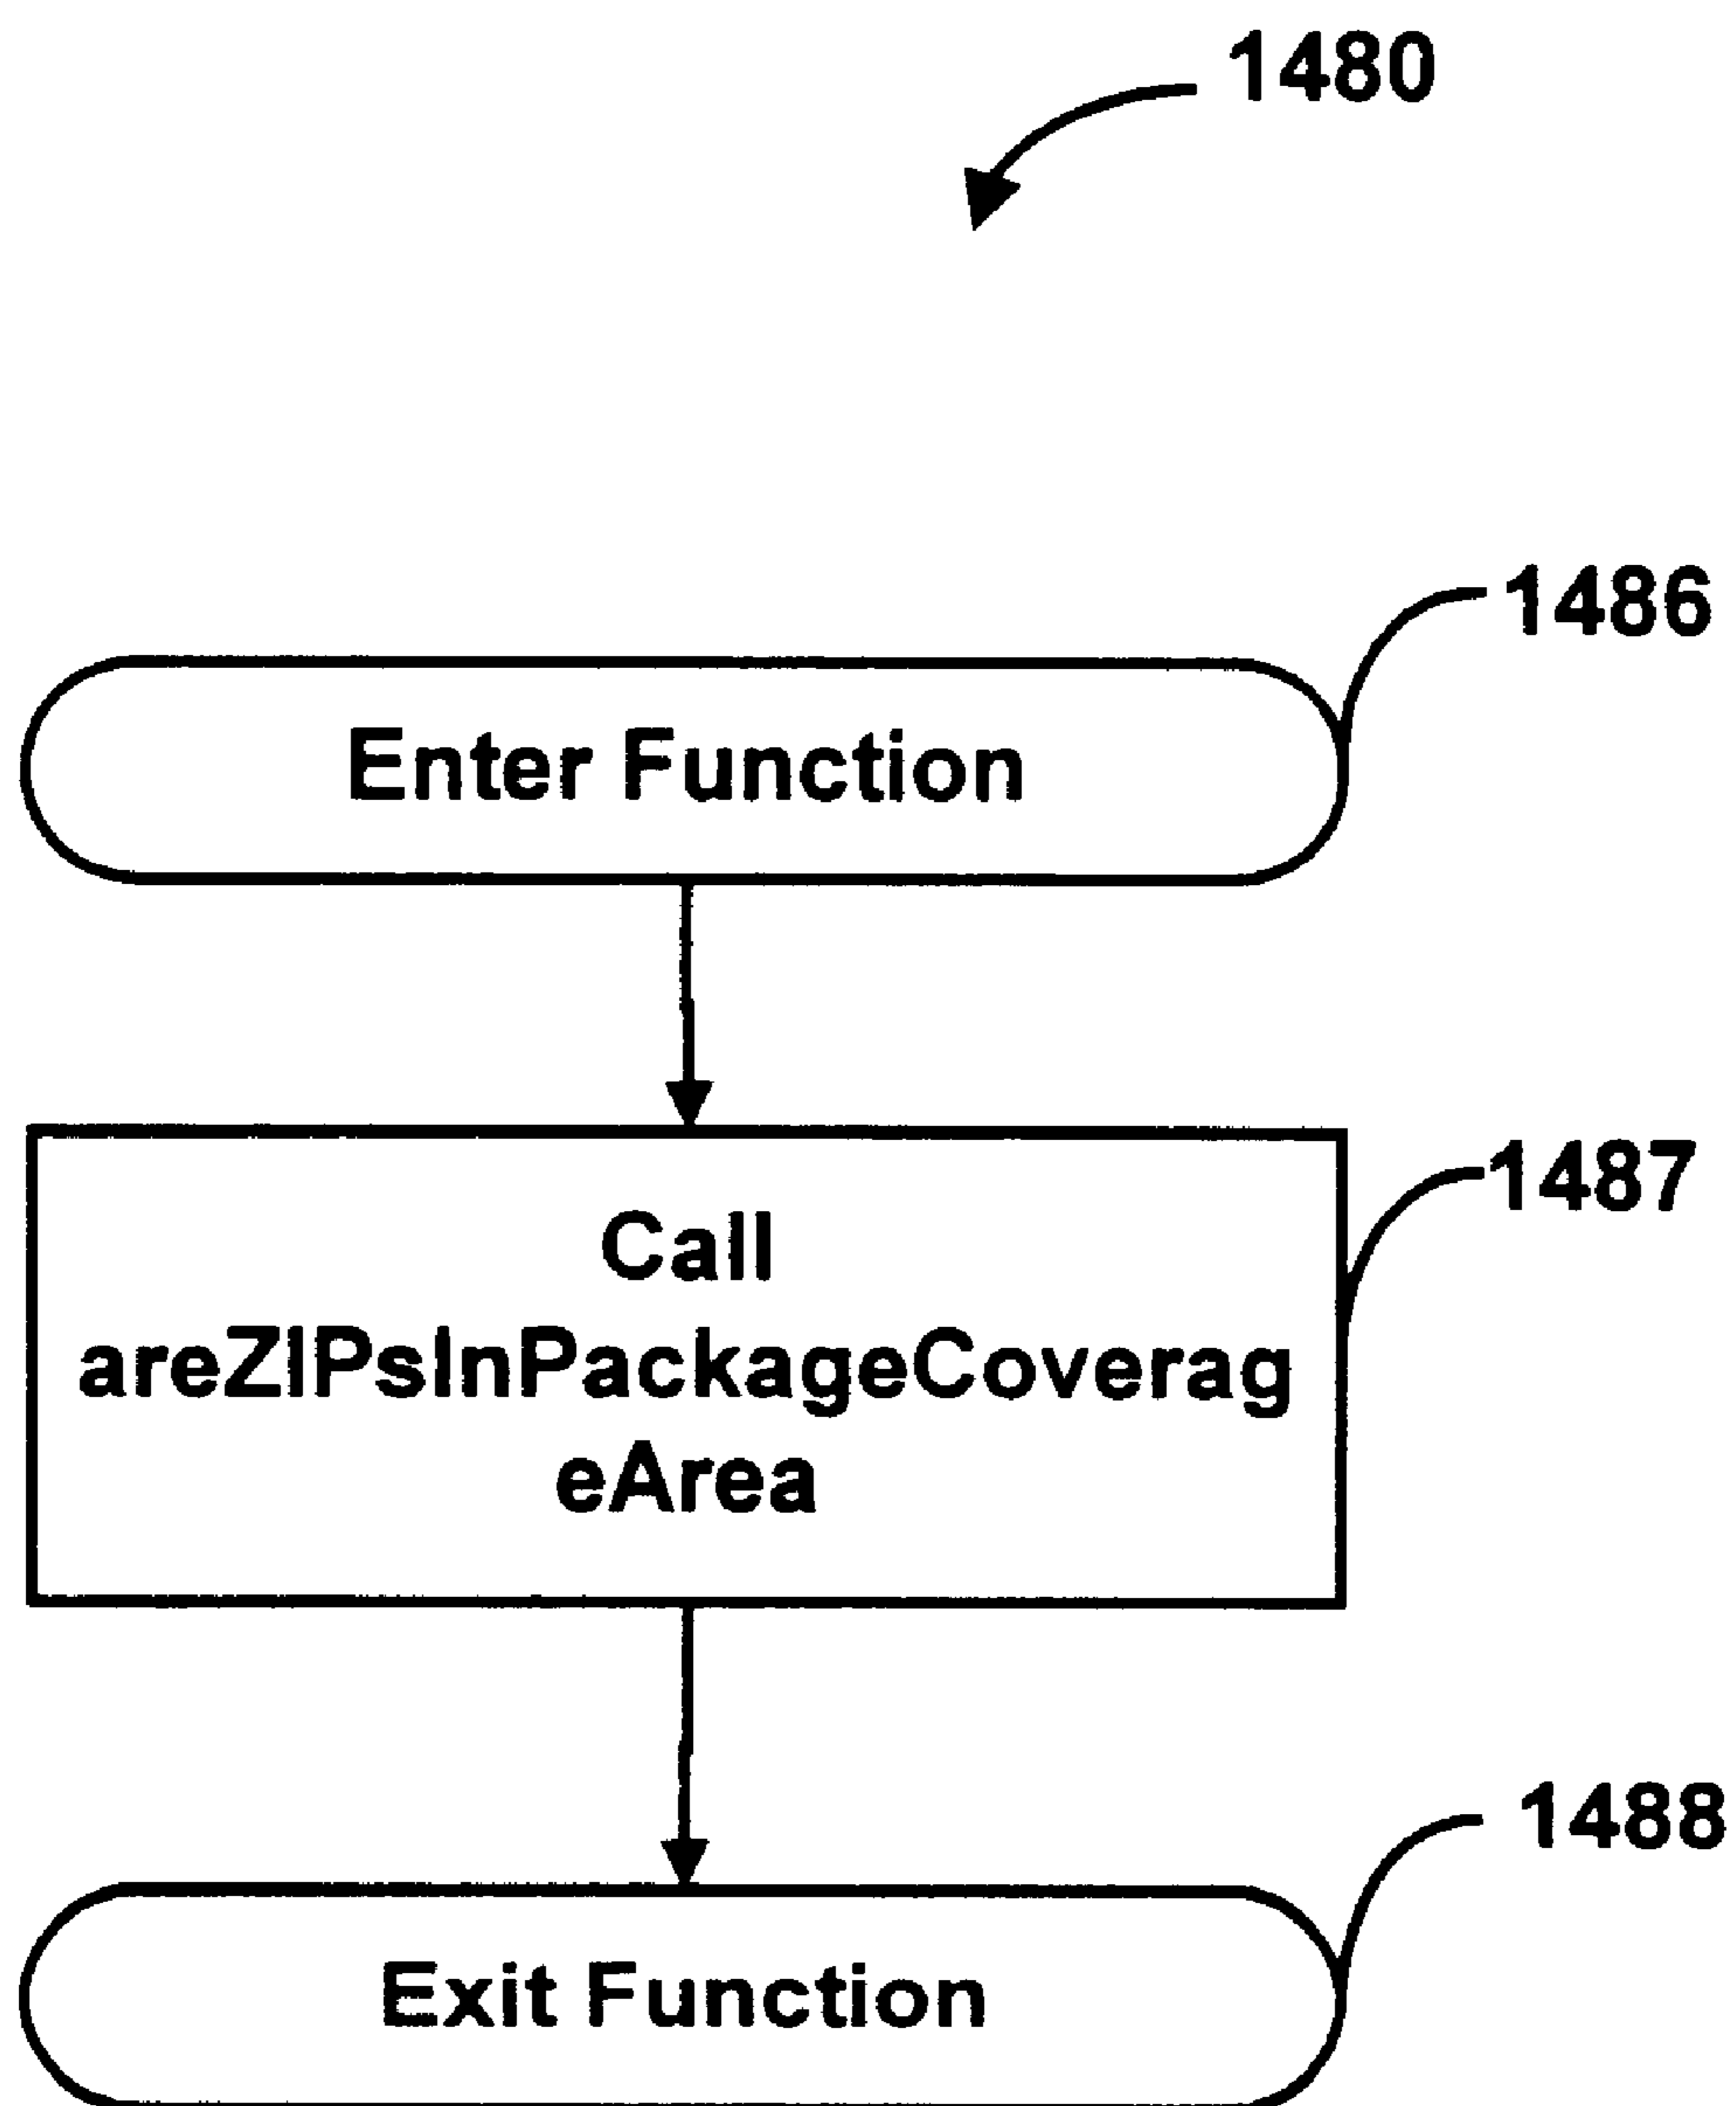 1480
1486
Enter Function
1487
Call
areZIPsInPackageCoverag
eArea
1488
Exit Function